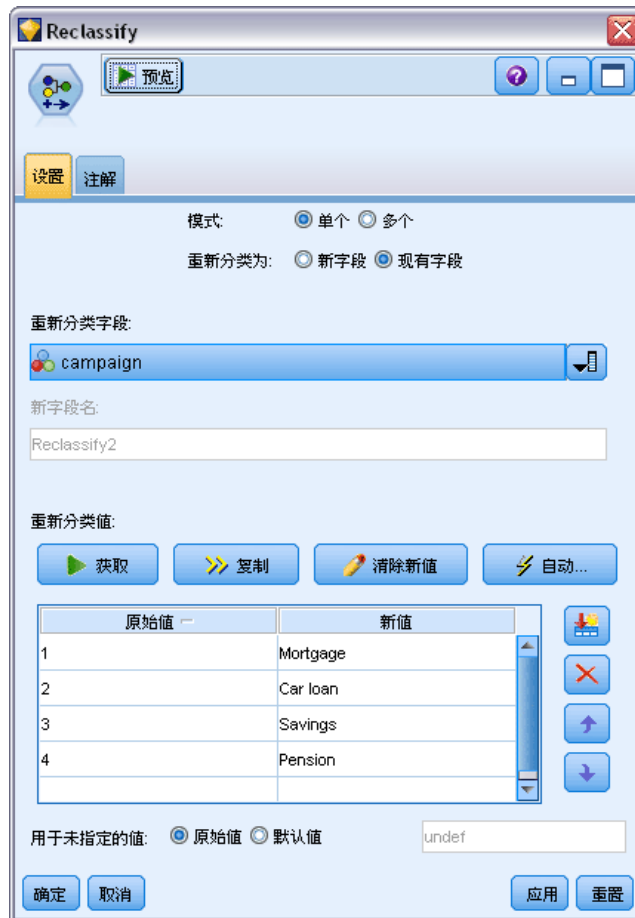 Reclassify
预览
设置 注解
模式: 单个 多个
重新分类为: 新字段 现有字段
重新分类字段:
campaign
新字段名:
Reclassify2
重新分类值:
获取 复制 清除新值 自动...
原始值 新值
1 Mortgage
2 Car loan
3 Savings
4 Pension
用于未指定的值: 原始值 默认值 undef
确定 取消 应用 重置